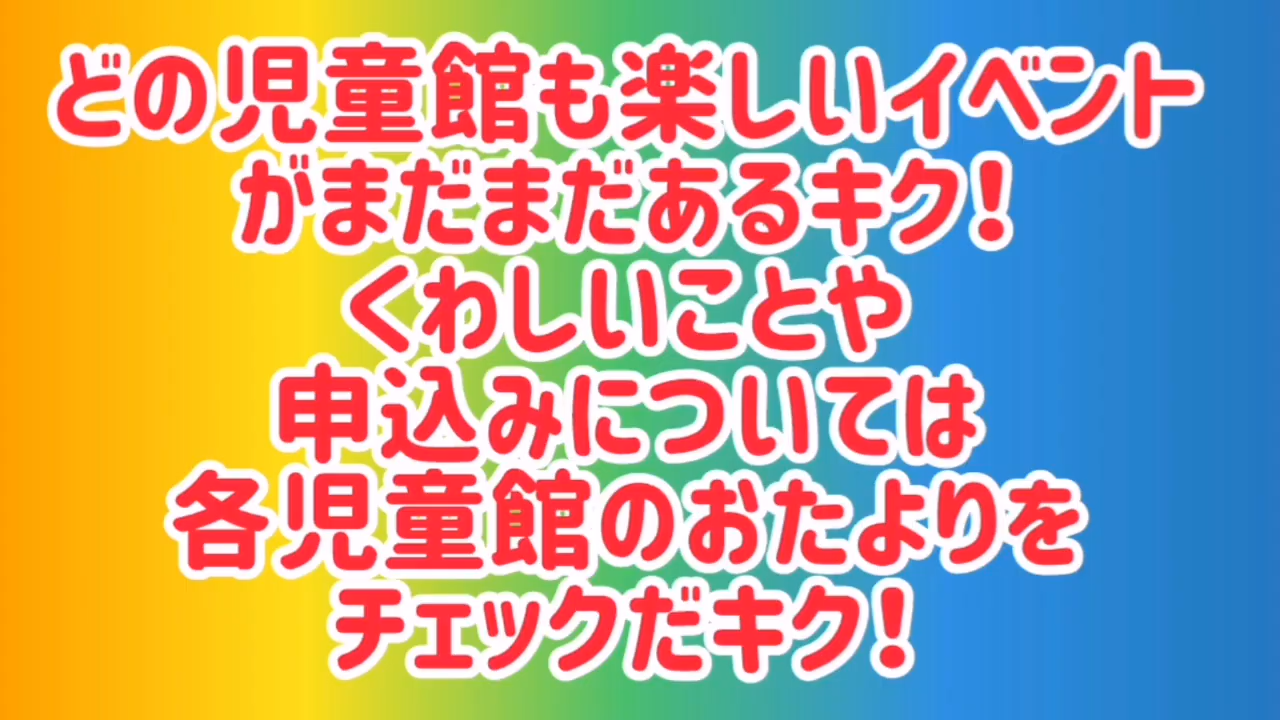 どの児童館も楽しいイベント
がまだまだあるキク!
くわしいことや
申込みについては
各児童館のおたよりを
チェックだキク!